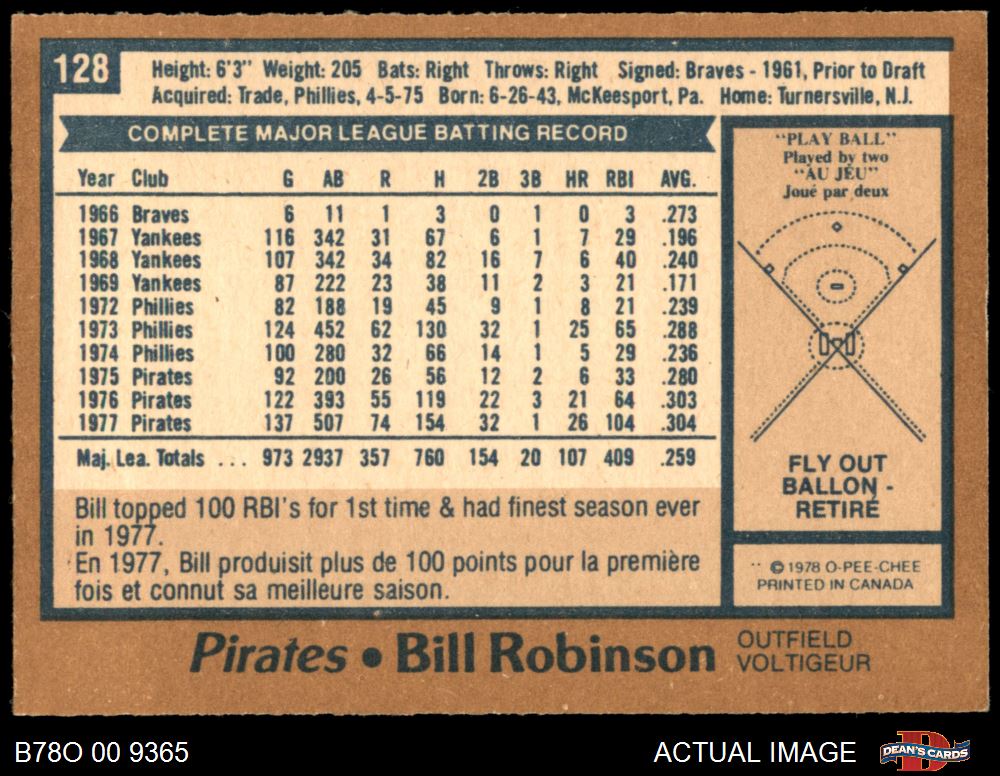 128
Height: 6'3" Weight: 205 Bats: Right Throws: Right Signed: Braves - 1961, Prior to Draft
Acquired: Trade, Phillies, 4-5-75 Born: 6-26-43, McKeesport, Pa. Home: Turnersville, N.J.
COMPLETE MAJOR LEAGUE BATTING RECORD
Year Club G AB R H 2B 3B HR RBI AVG.
1966 Braves 6 11 1 3 0 1 0 3 .273
1967 Yankees 116 342 31 67 6 1 7 29 .196
1968 Yankees 107 342 34 82 16 7 6 40 .240
1969 Yankees 87 222 23 38 11 2 3 21 .171
1972 Phillies 82 188 19 45 9 1 8 21 .239
1973 Phillies 124 452 62 130 32 1 25 65 .288
1974 Phillies 100 280 32 66 14 1 5 29 .236
1975 Pirates 92 200 26 56 12 2 6 33 .280
1976 Pirates 122 393 55 119 22 3 21 64 .303
1977 Pirates 137 507 74 154 32 1 26 104 .304
Maj. Lea. Totals ... 973 2937 357 760 154 20 107 409 .259
Bill topped 100 RBI's for 1st time & had finest season ever
in 1977.
En 1977, Bill produisit plus de 100 points pour la première
fois et connut sa meilleure saison.
"PLAY BALL"
Played by two
"AU JEU"
Joué par deux
FLY OUT
BALLON -
RETIRÉ
© 1978 O-PEE-CHEE
PRINTED IN CANADA
Pirates • Bill Robinson
OUTFIELD
VOLTIGEUR
B78O 00 9365
ACTUAL IMAGE
DEAN'S CARDS